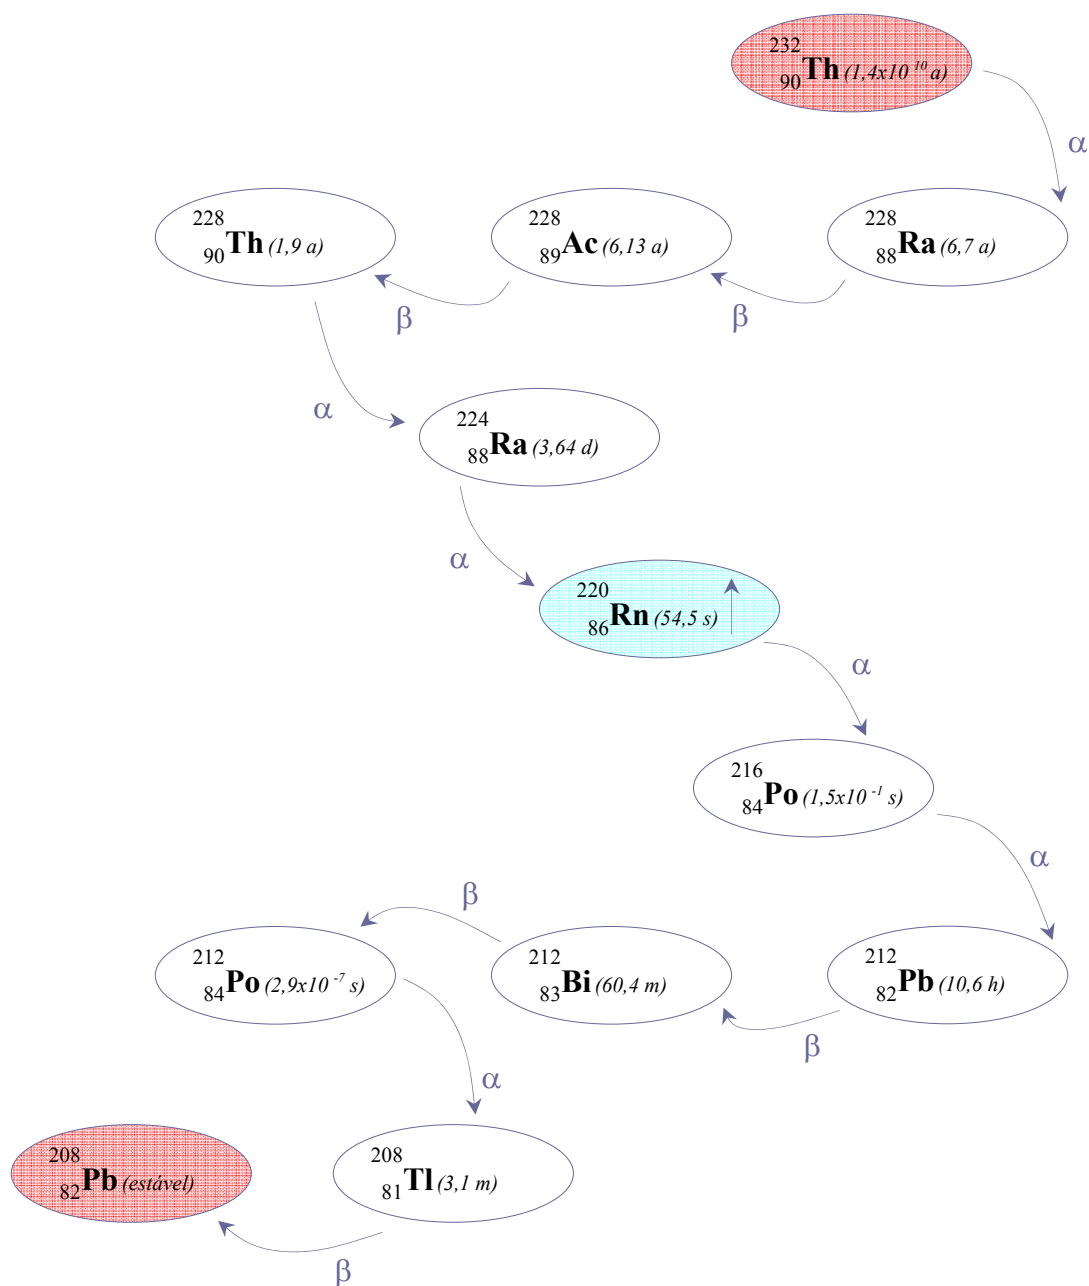 232
90Th (1,4x10 10 a)
α
228
90Th (1,9 a)
228
89Ac (6,13 a)
228
88Ra (6,7 a)
β
β
α
224
88Ra (3,64 d)
α
220
86Rn (54,5 s)
α
216
84Po (1,5x10 -1 s)
α
β
212
84Po (2,9x10 -7 s)
212
83Bi (60,4 m)
212
82Pb (10,6 h)
β
α
208
82Pb (estável)
208
81Tl (3,1 m)
β